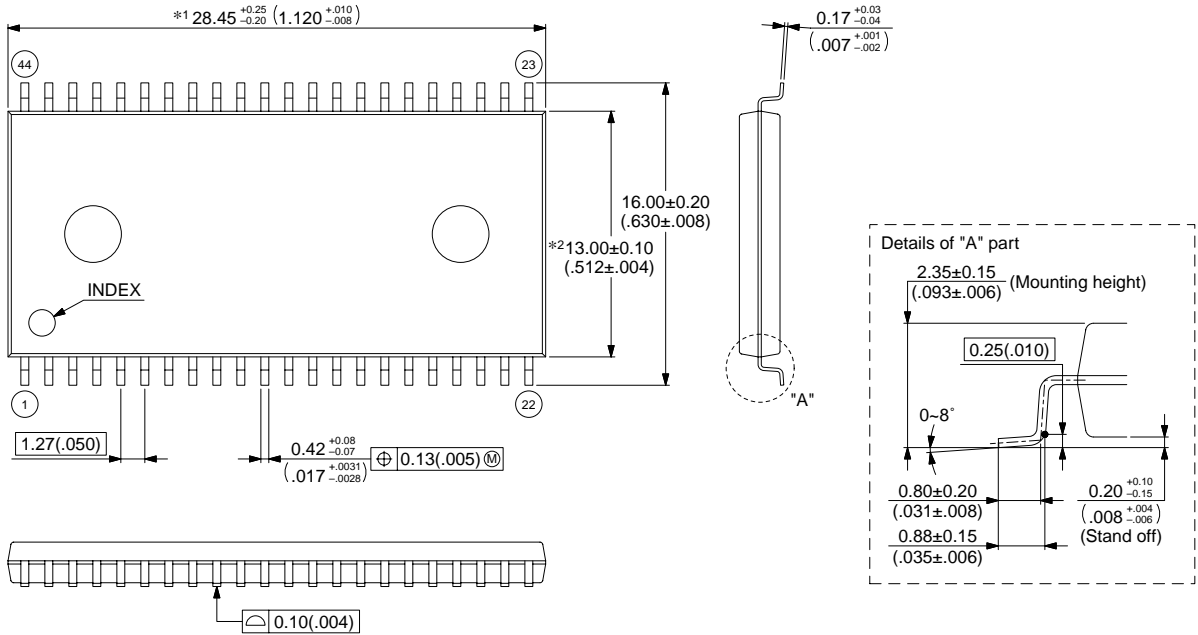 *1 28.45 +0.25 −0.20 (1.120 +.010 −.008)
0.17 +0.03 −0.04
(.007 +.001 −.002)
44
23
16.00±0.20
(.630±.008)
*2 13.00±0.10
(.512±.004)
INDEX
1
22
"A"
1.27(.050)
0.42 +0.08 −0.07
(.017 +.0031 −.0028)
⌖ 0.13(.005) Ⓜ
⌓ 0.10(.004)
Details of "A" part
2.35±0.15
(.093±.006)
(Mounting height)
0.25(.010)
0~8°
0.80±0.20
(.031±.008)
0.88±0.15
(.035±.006)
0.20 +0.10 −0.15
(.008 +.004 −.006)
(Stand off)